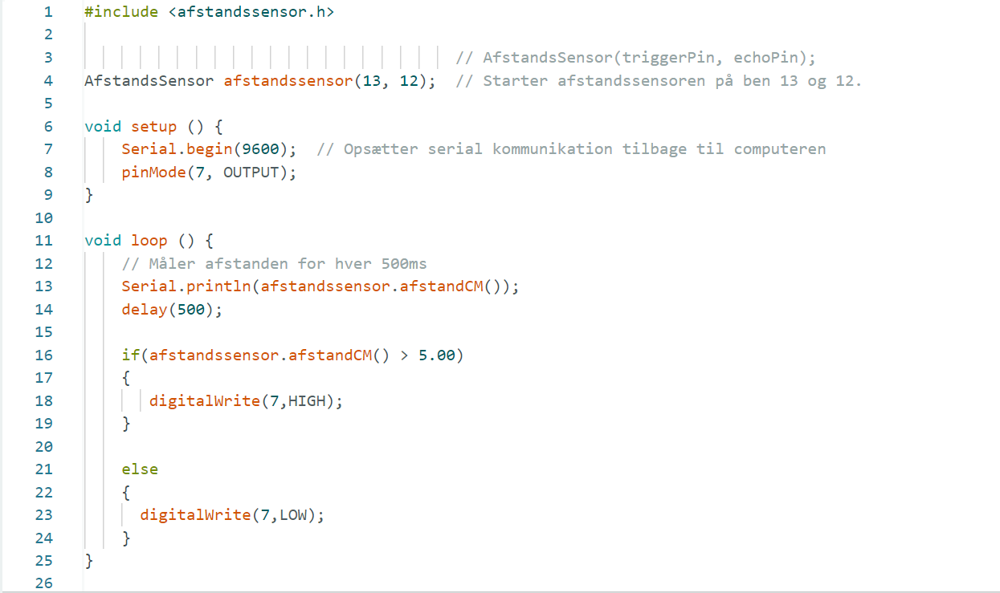 1 #include <afstandssensor.h>
2
3 // AfstandsSensor(triggerPin, echoPin);
4 AfstandsSensor afstandssensor(13, 12);  // Starter afstandssensoren på ben 13 og 12.
5
6 void setup () {
7     Serial.begin(9600);  // Opsætter serial kommunikation tilbage til computeren
8     pinMode(7, OUTPUT);
9 }
10
11 void loop () {
12     // Måler afstanden for hver 500ms
13     Serial.println(afstandssensor.afstandCM());
14     delay(500);
15
16     if(afstandssensor.afstandCM() > 5.00)
17     {
18        digitalWrite(7,HIGH);
19     }
20
21     else
22     {
23       digitalWrite(7,LOW);
24     }
25 }
26